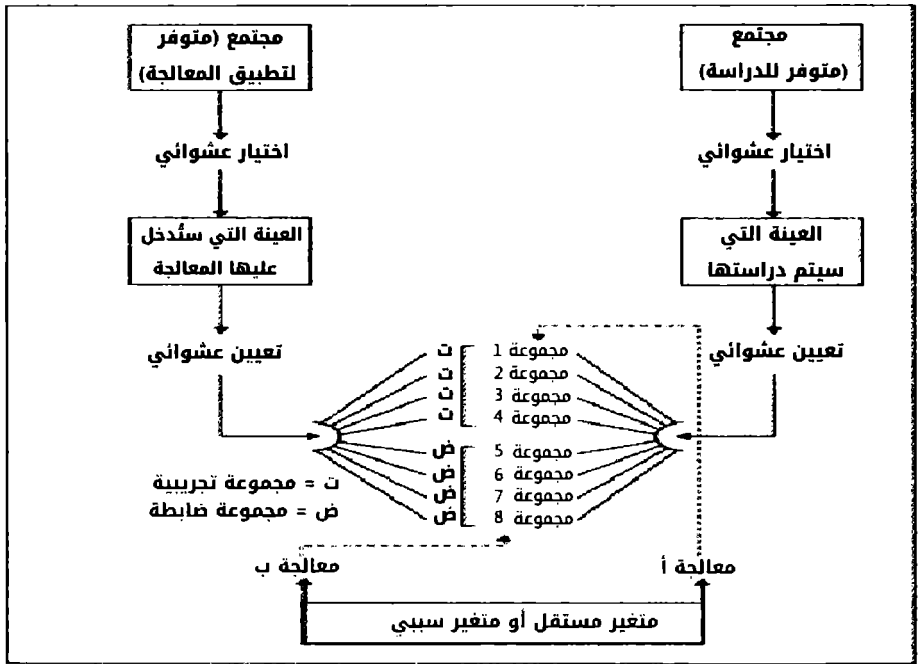 مجتمع
(متوفر للدراسة)
مجتمع (متوفر
لتطبيق المعالجة)
اختيار عشوائي
اختيار عشوائي
العينة التي
سيتم دراستها
العينة التي ستُدخل
عليها المعالجة
تعيين عشوائي
تعيين عشوائي
مجموعة 1 ت
مجموعة 2 ت
مجموعة 3 ت
مجموعة 4 ت
مجموعة 5 ض
مجموعة 6 ض
مجموعة 7 ض
مجموعة 8 ض
ت = مجموعة تجريبية
ض = مجموعة ضابطة
معالجة أ
معالجة ب
متغير مستقل أو متغير سببي